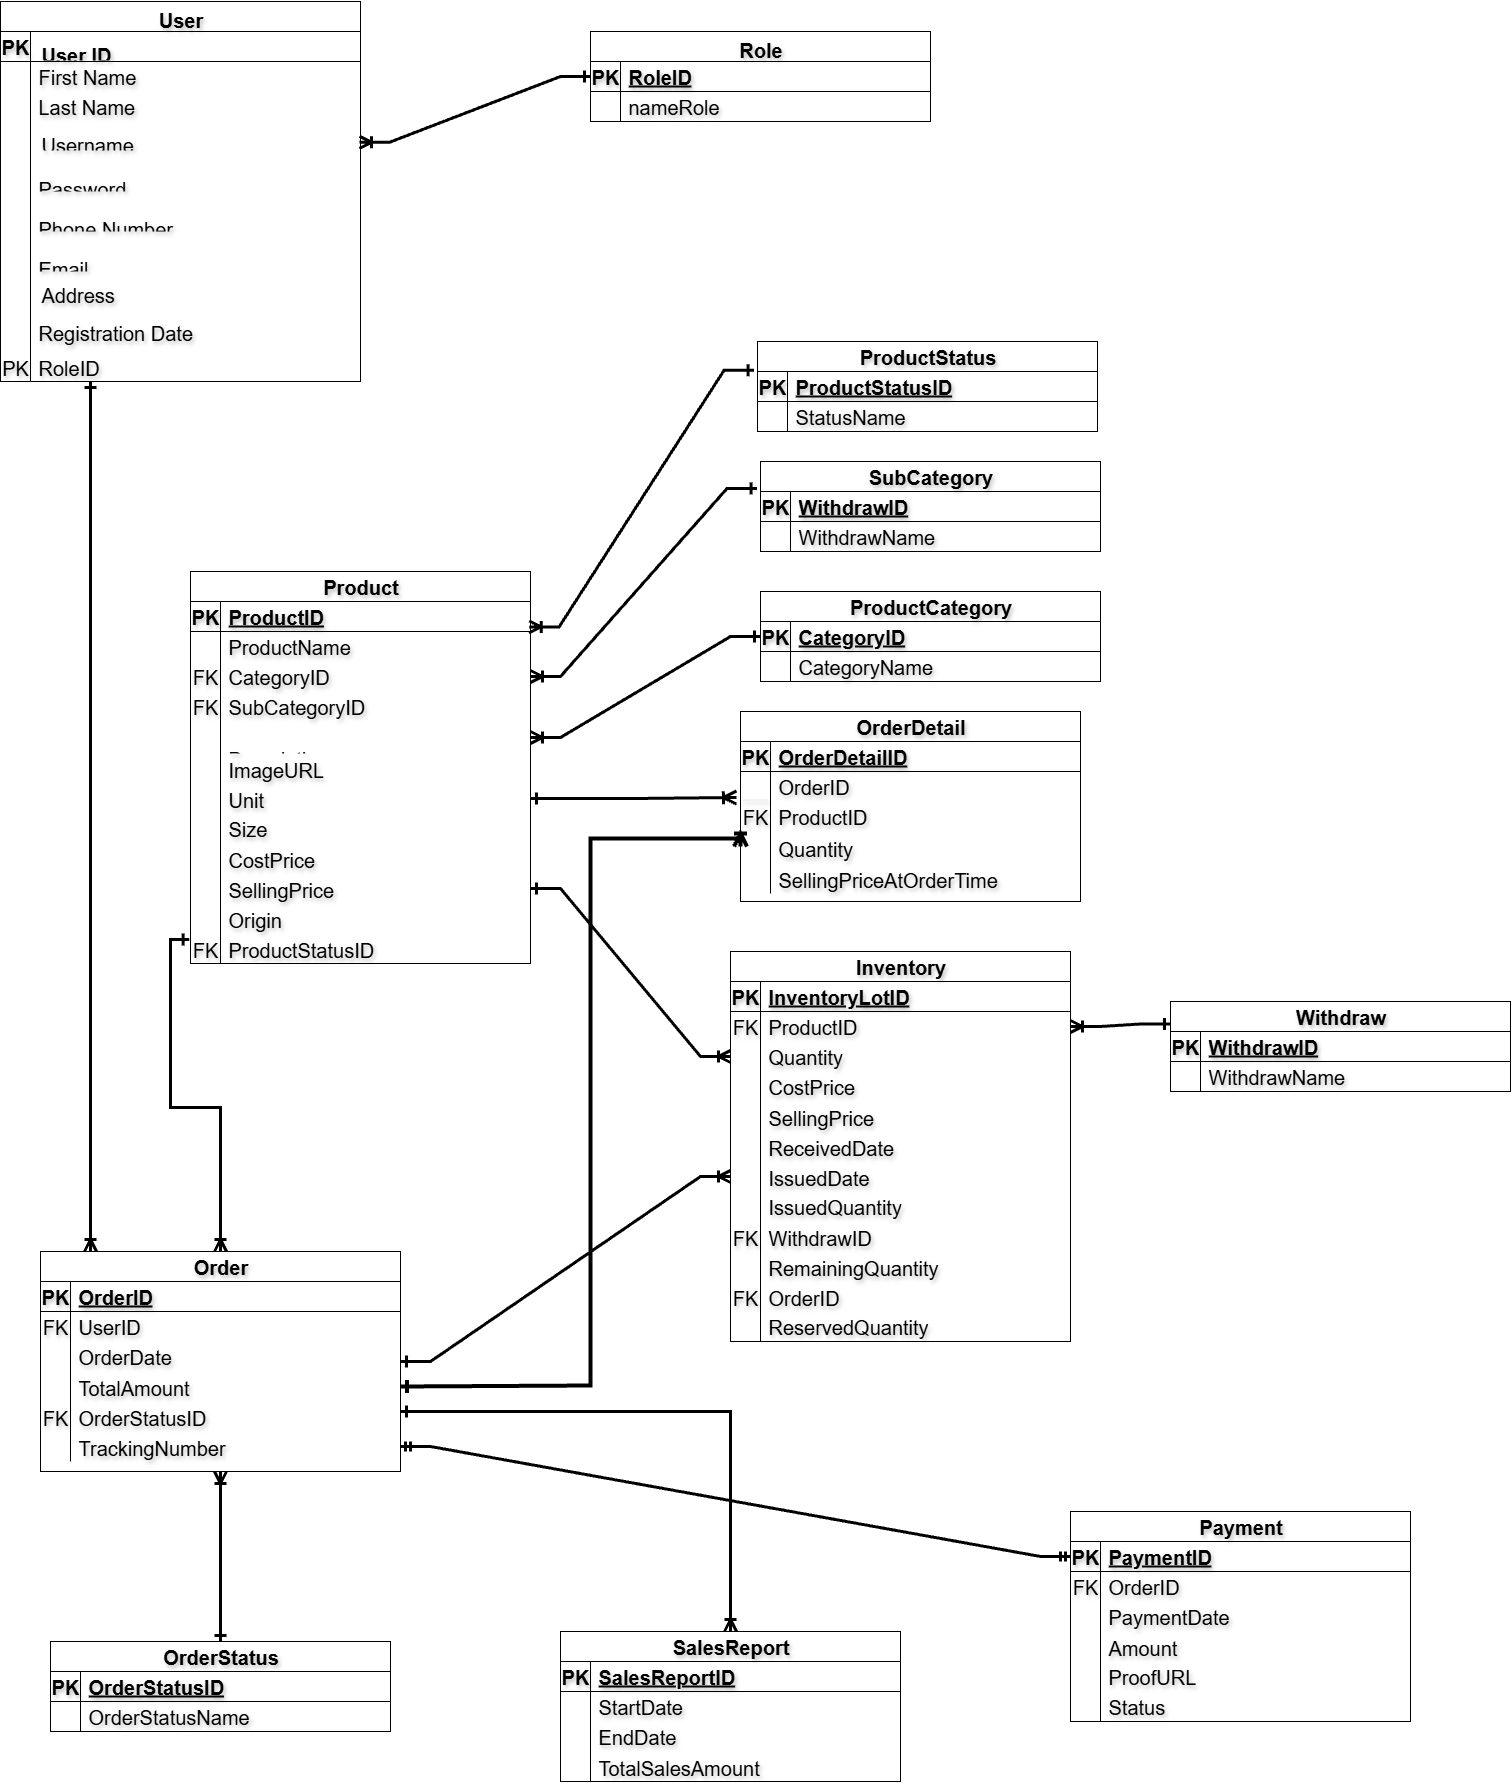 User
PK User ID
First Name
Last Name
Username
Password
Phone Number
Email
Address
Registration Date
PK RoleID
Role
PK RoleID
nameRole
ProductStatus
PK ProductStatusID
StatusName
SubCategory
PK WithdrawID
WithdrawName
Product
PK ProductID
ProductName
FK CategoryID
FK SubCategoryID
ImageURL
Unit
Size
CostPrice
SellingPrice
Origin
FK ProductStatusID
ProductCategory
PK CategoryID
CategoryName
OrderDetail
PK OrderDetailID
OrderID
FK ProductID
Quantity
SellingPriceAtOrderTime
Inventory
PK InventoryLotID
FK ProductID
Quantity
CostPrice
SellingPrice
ReceivedDate
IssuedDate
IssuedQuantity
FK WithdrawID
RemainingQuantity
FK OrderID
ReservedQuantity
Withdraw
PK WithdrawID
WithdrawName
Order
PK OrderID
FK UserID
OrderDate
TotalAmount
FK OrderStatusID
TrackingNumber
Payment
PK PaymentID
FK OrderID
PaymentDate
Amount
ProofURL
Status
OrderStatus
PK OrderStatusID
OrderStatusName
SalesReport
PK SalesReportID
StartDate
EndDate
TotalSalesAmount